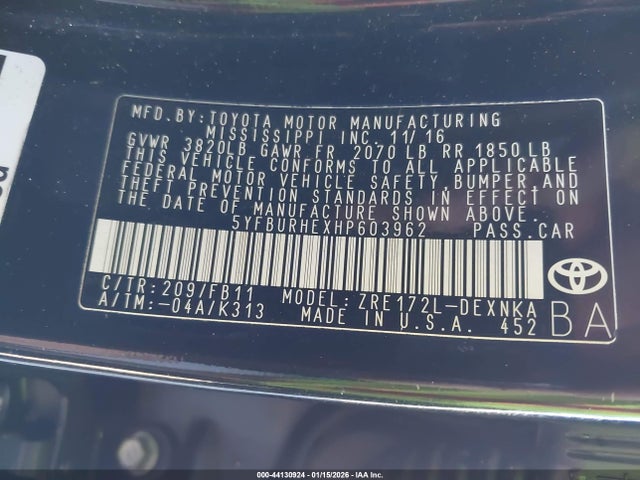 MFD. BY: TOYOTA MOTOR MANUFACTURING
MISSISSIPPI INC. 11/16
GVWR 3820LB GAWR FR 2070 LB RR 1850 LB
THIS VEHICLE CONFORMS TO ALL APPLICABLE
FEDERAL MOTOR VEHICLE SAFETY, BUMPER, AND
THEFT PREVENTION STANDARDS IN EFFECT ON
THE DATE OF MANUFACTURE SHOWN ABOVE.
5YFBURHEXHP603962 PASS. CAR
C/TR: 209/FB11 MODEL: ZRE172L-DEXNKA
A/TM: -04A/K313 MADE IN U.S.A. 452
BA
TOYOTA
000-44130924 - 01/15/2026 - IAA Inc.